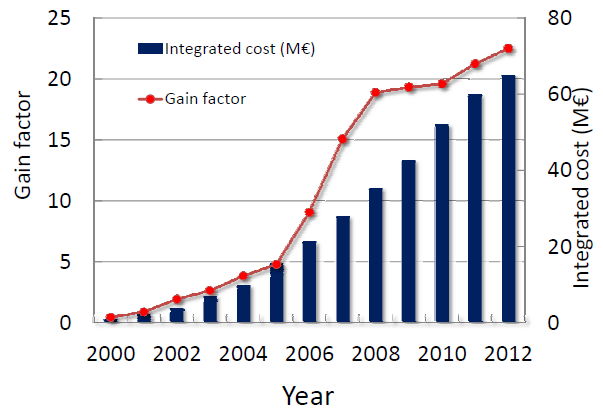 25
20
15
10
5
0
Gain factor
Integrated cost (M€)
Gain factor
80
60
40
20
0
Integrated cost (M€)
2000 2002 2004 2006 2008 2010 2012
Year